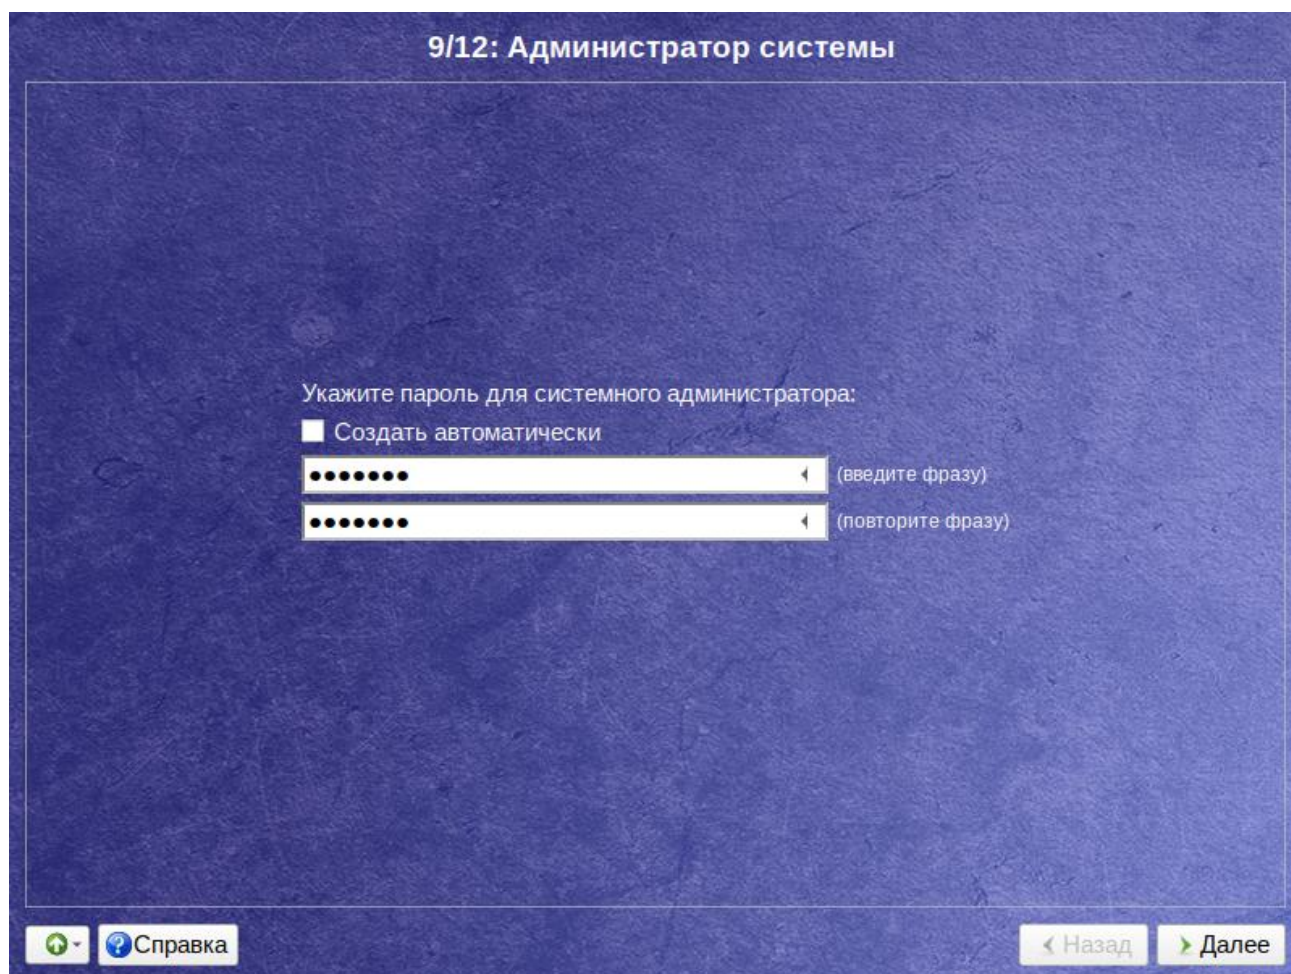 9/12: Администратор системы
Укажите пароль для системного администратора:
Создать автоматически
●●●●●●● (введите фразу)
●●●●●●● (повторите фразу)
Справка
Назад
Далее